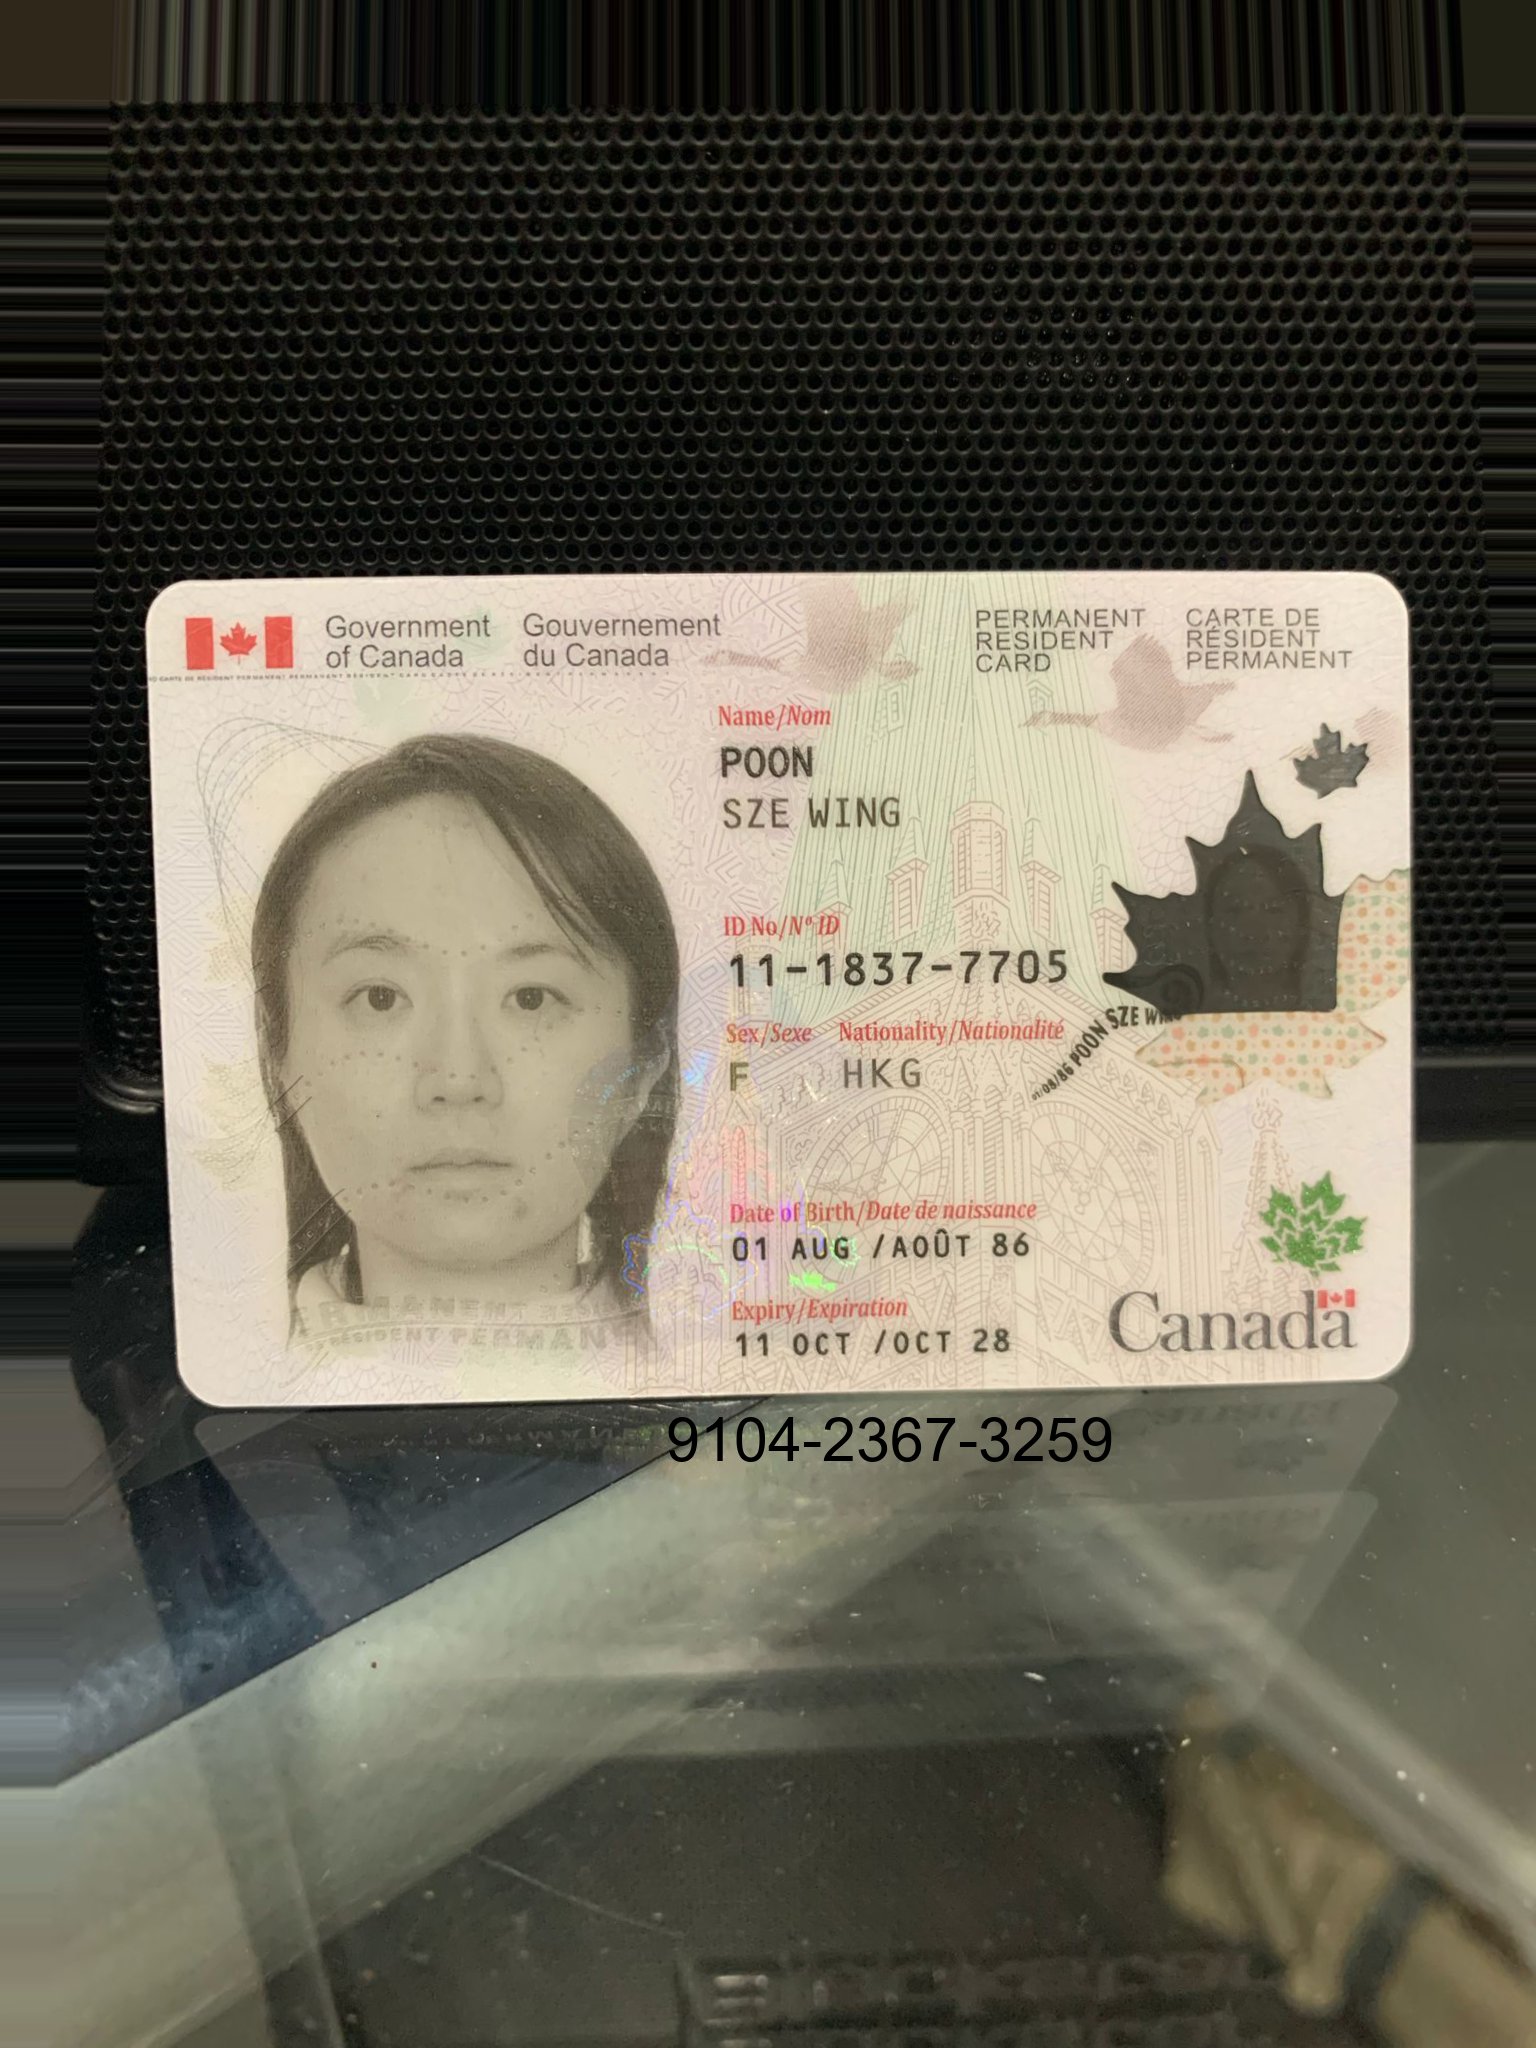 Government of Canada
Gouvernement du Canada
PERMANENT RESIDENT CARD
CARTE DE RÉSIDENT PERMANENT
Name/Nom
POON
SZE WING
ID No/Nº ID
11-1837-7705
Sex/Sexe Nationality/Nationalité
F HKG
01/08/86 POON SZE WING
Date of Birth/Date de naissance
01 AUG /AOÛT 86
Expiry/Expiration
11 OCT /OCT 28
Canada
9104-2367-3259